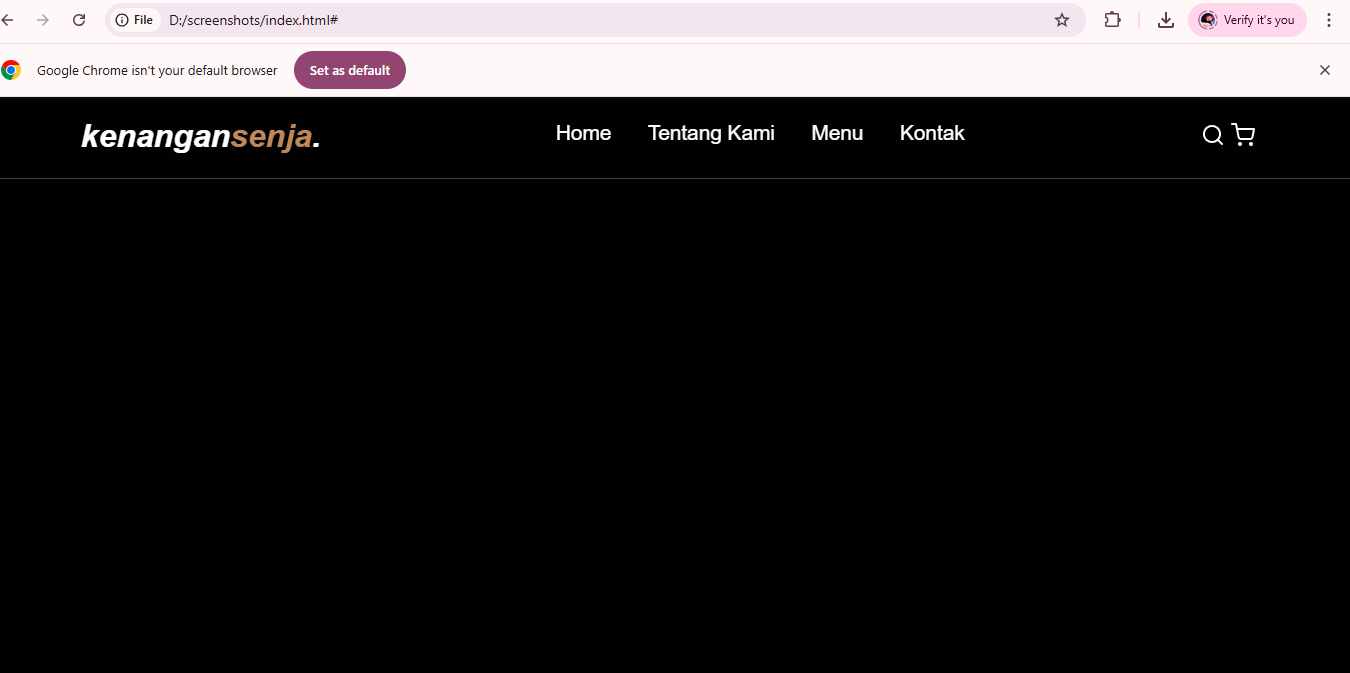 File D:/screenshots/index.html# Verify it's you
Google Chrome isn't your default browser Set as default
kenangansenja. Home Tentang Kami Menu Kontak